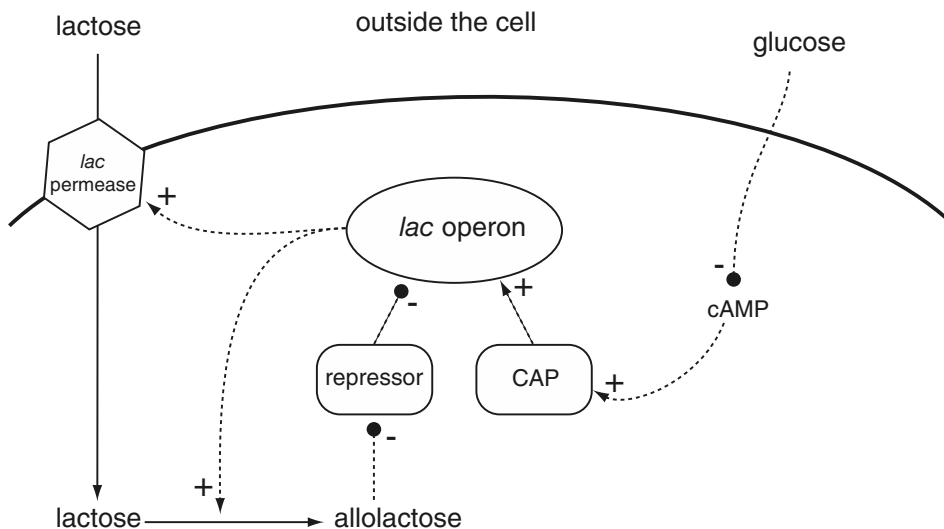 lactose
outside the cell
glucose
lac
permease
+
lac operon
-
+
-
cAMP
repressor
CAP
+
-
+
lactose
allolactose